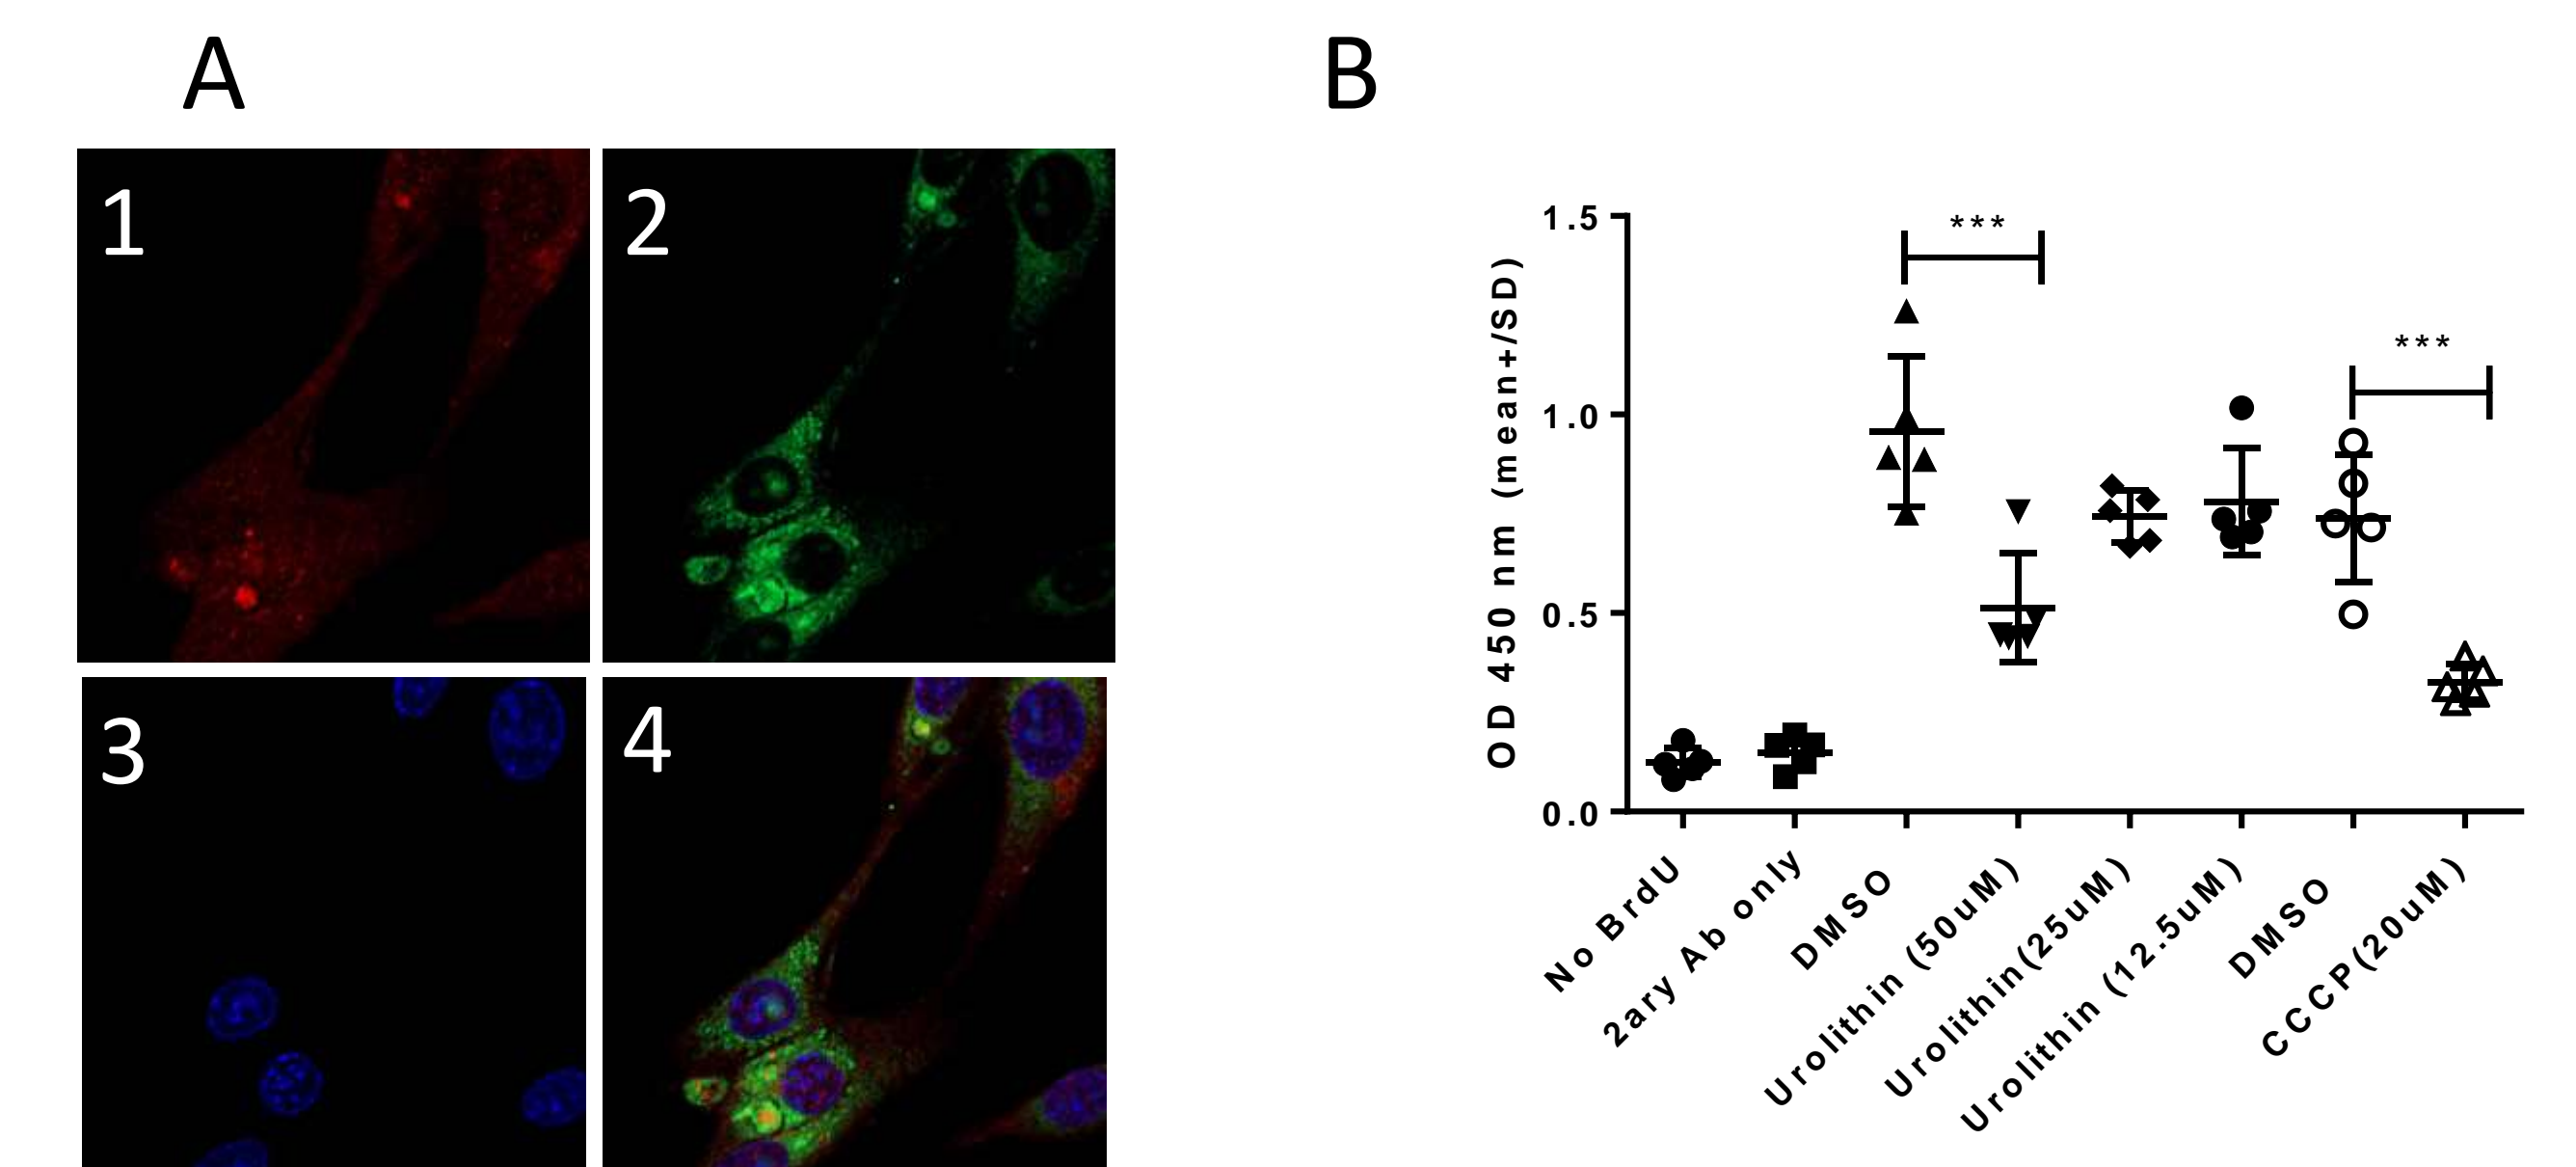 A
B
1
2
3
4
***
***
OD 450 nm (mean+/SD)
1.5
1.0
0.5
0.0
No BrdU
2ary Ab only
DMSO
Urolithin (50uM)
Urolithin(25uM)
Urolithin (12.5uM)
DMSO
CCCP(20uM)